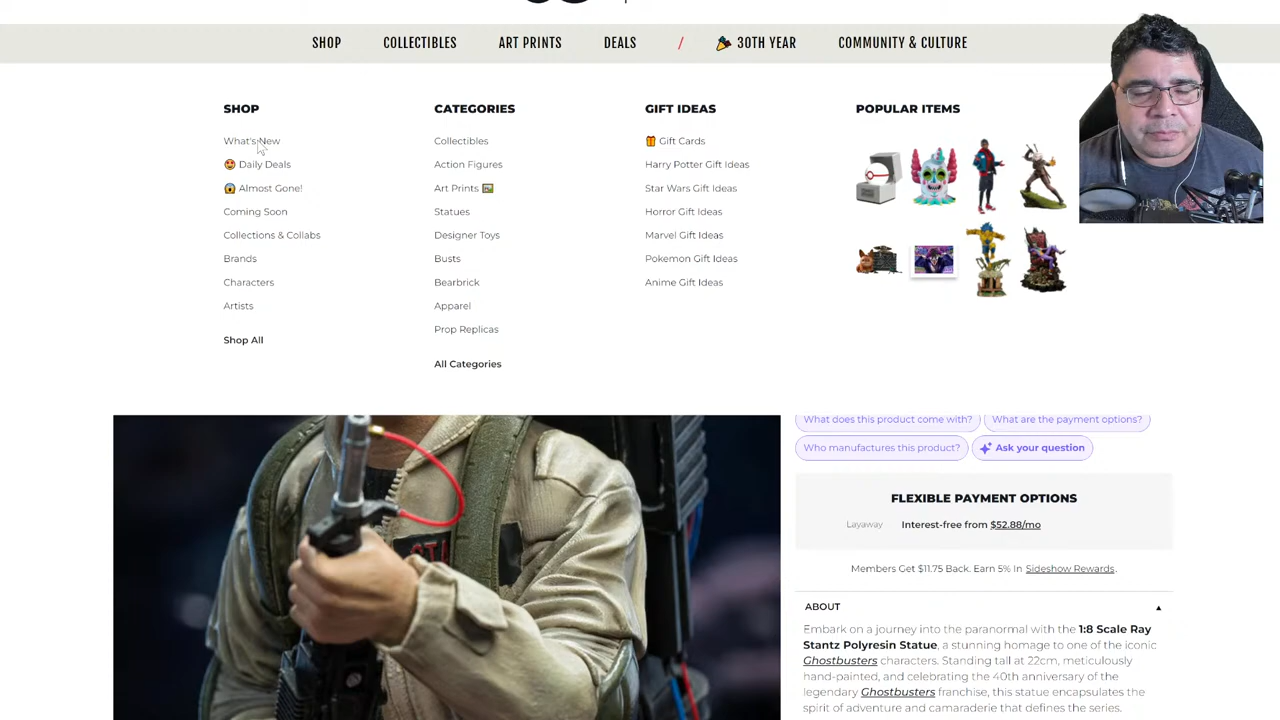 SHOP COLLECTIBLES ART PRINTS DEALS / 30TH YEAR COMMUNITY & CULTURE
SHOP
What's New
Daily Deals
Almost Gone!
Coming Soon
Collections & Collabs
Brands
Characters
Artists
Shop All
CATEGORIES
Collectibles
Action Figures
Art Prints
Statues
Designer Toys
Busts
Bearbrick
Apparel
Prop Replicas
All Categories
GIFT IDEAS
Gift Cards
Harry Potter Gift Ideas
Star Wars Gift Ideas
Horror Gift Ideas
Marvel Gift Ideas
Pokemon Gift Ideas
Anime Gift Ideas
POPULAR ITEMS
What does this product come with? What are the payment options?
Who manufactures this product? Ask your question
FLEXIBLE PAYMENT OPTIONS
Layaway Interest-free from $52.88/mo
Members Get $11.75 Back. Earn 5% In Sideshow Rewards.
ABOUT
Embark on a journey into the paranormal with the 1:8 Scale Ray
Stantz Polyresin Statue, a stunning homage to one of the iconic
Ghostbusters characters. Standing tall at 22cm, meticulously
hand-painted, and celebrating the 40th anniversary of the
legendary Ghostbusters franchise, this statue encapsulates the
spirit of adventure and camaraderie that defines the series.